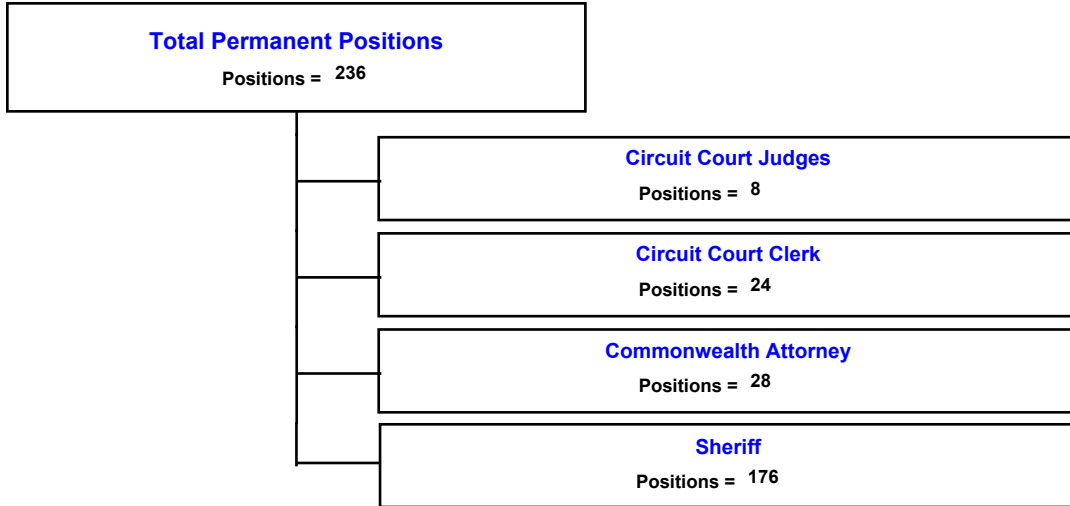 Total Permanent Positions
Positions = 236
Circuit Court Judges
Positions = 8
Circuit Court Clerk
Positions = 24
Commonwealth Attorney
Positions = 28
Sheriff
Positions = 176